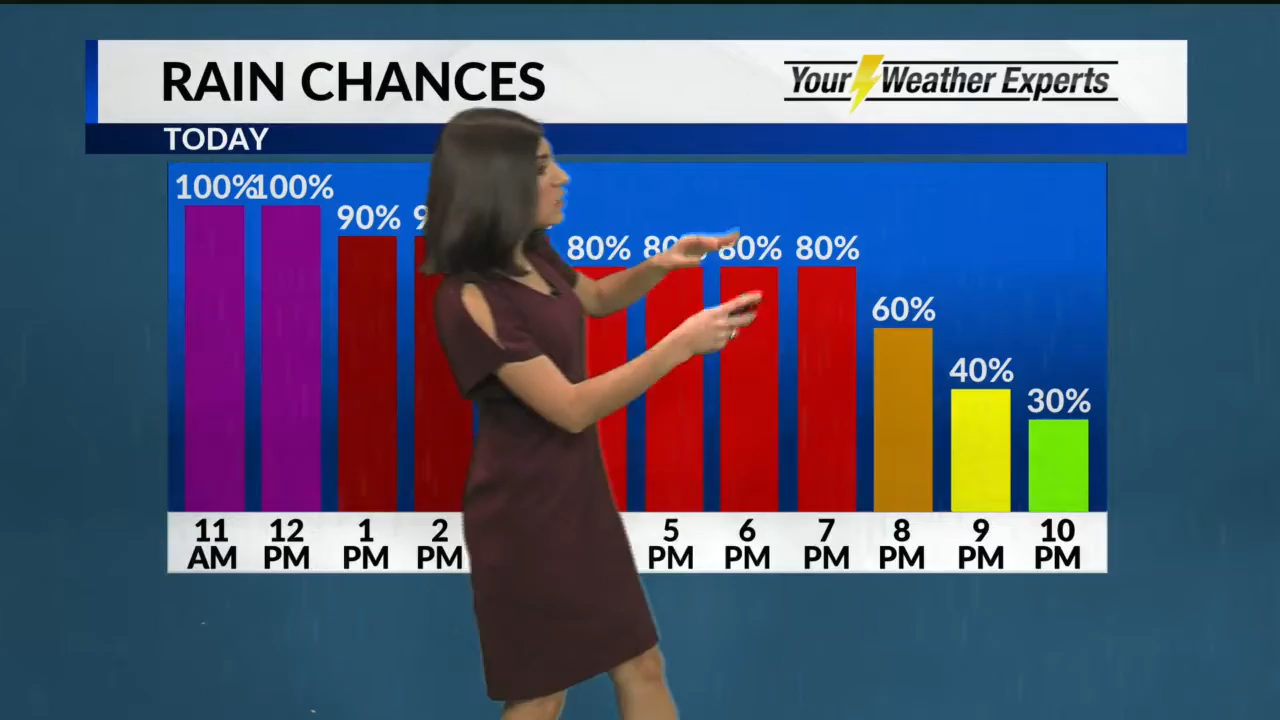 RAIN CHANCES
Your Weather Experts
TODAY
100% 100% 90% 80% 80% 80% 60% 40% 30%
11 12 1 2 5 6 7 8 9 10
AM PM PM PM PM PM PM PM PM PM